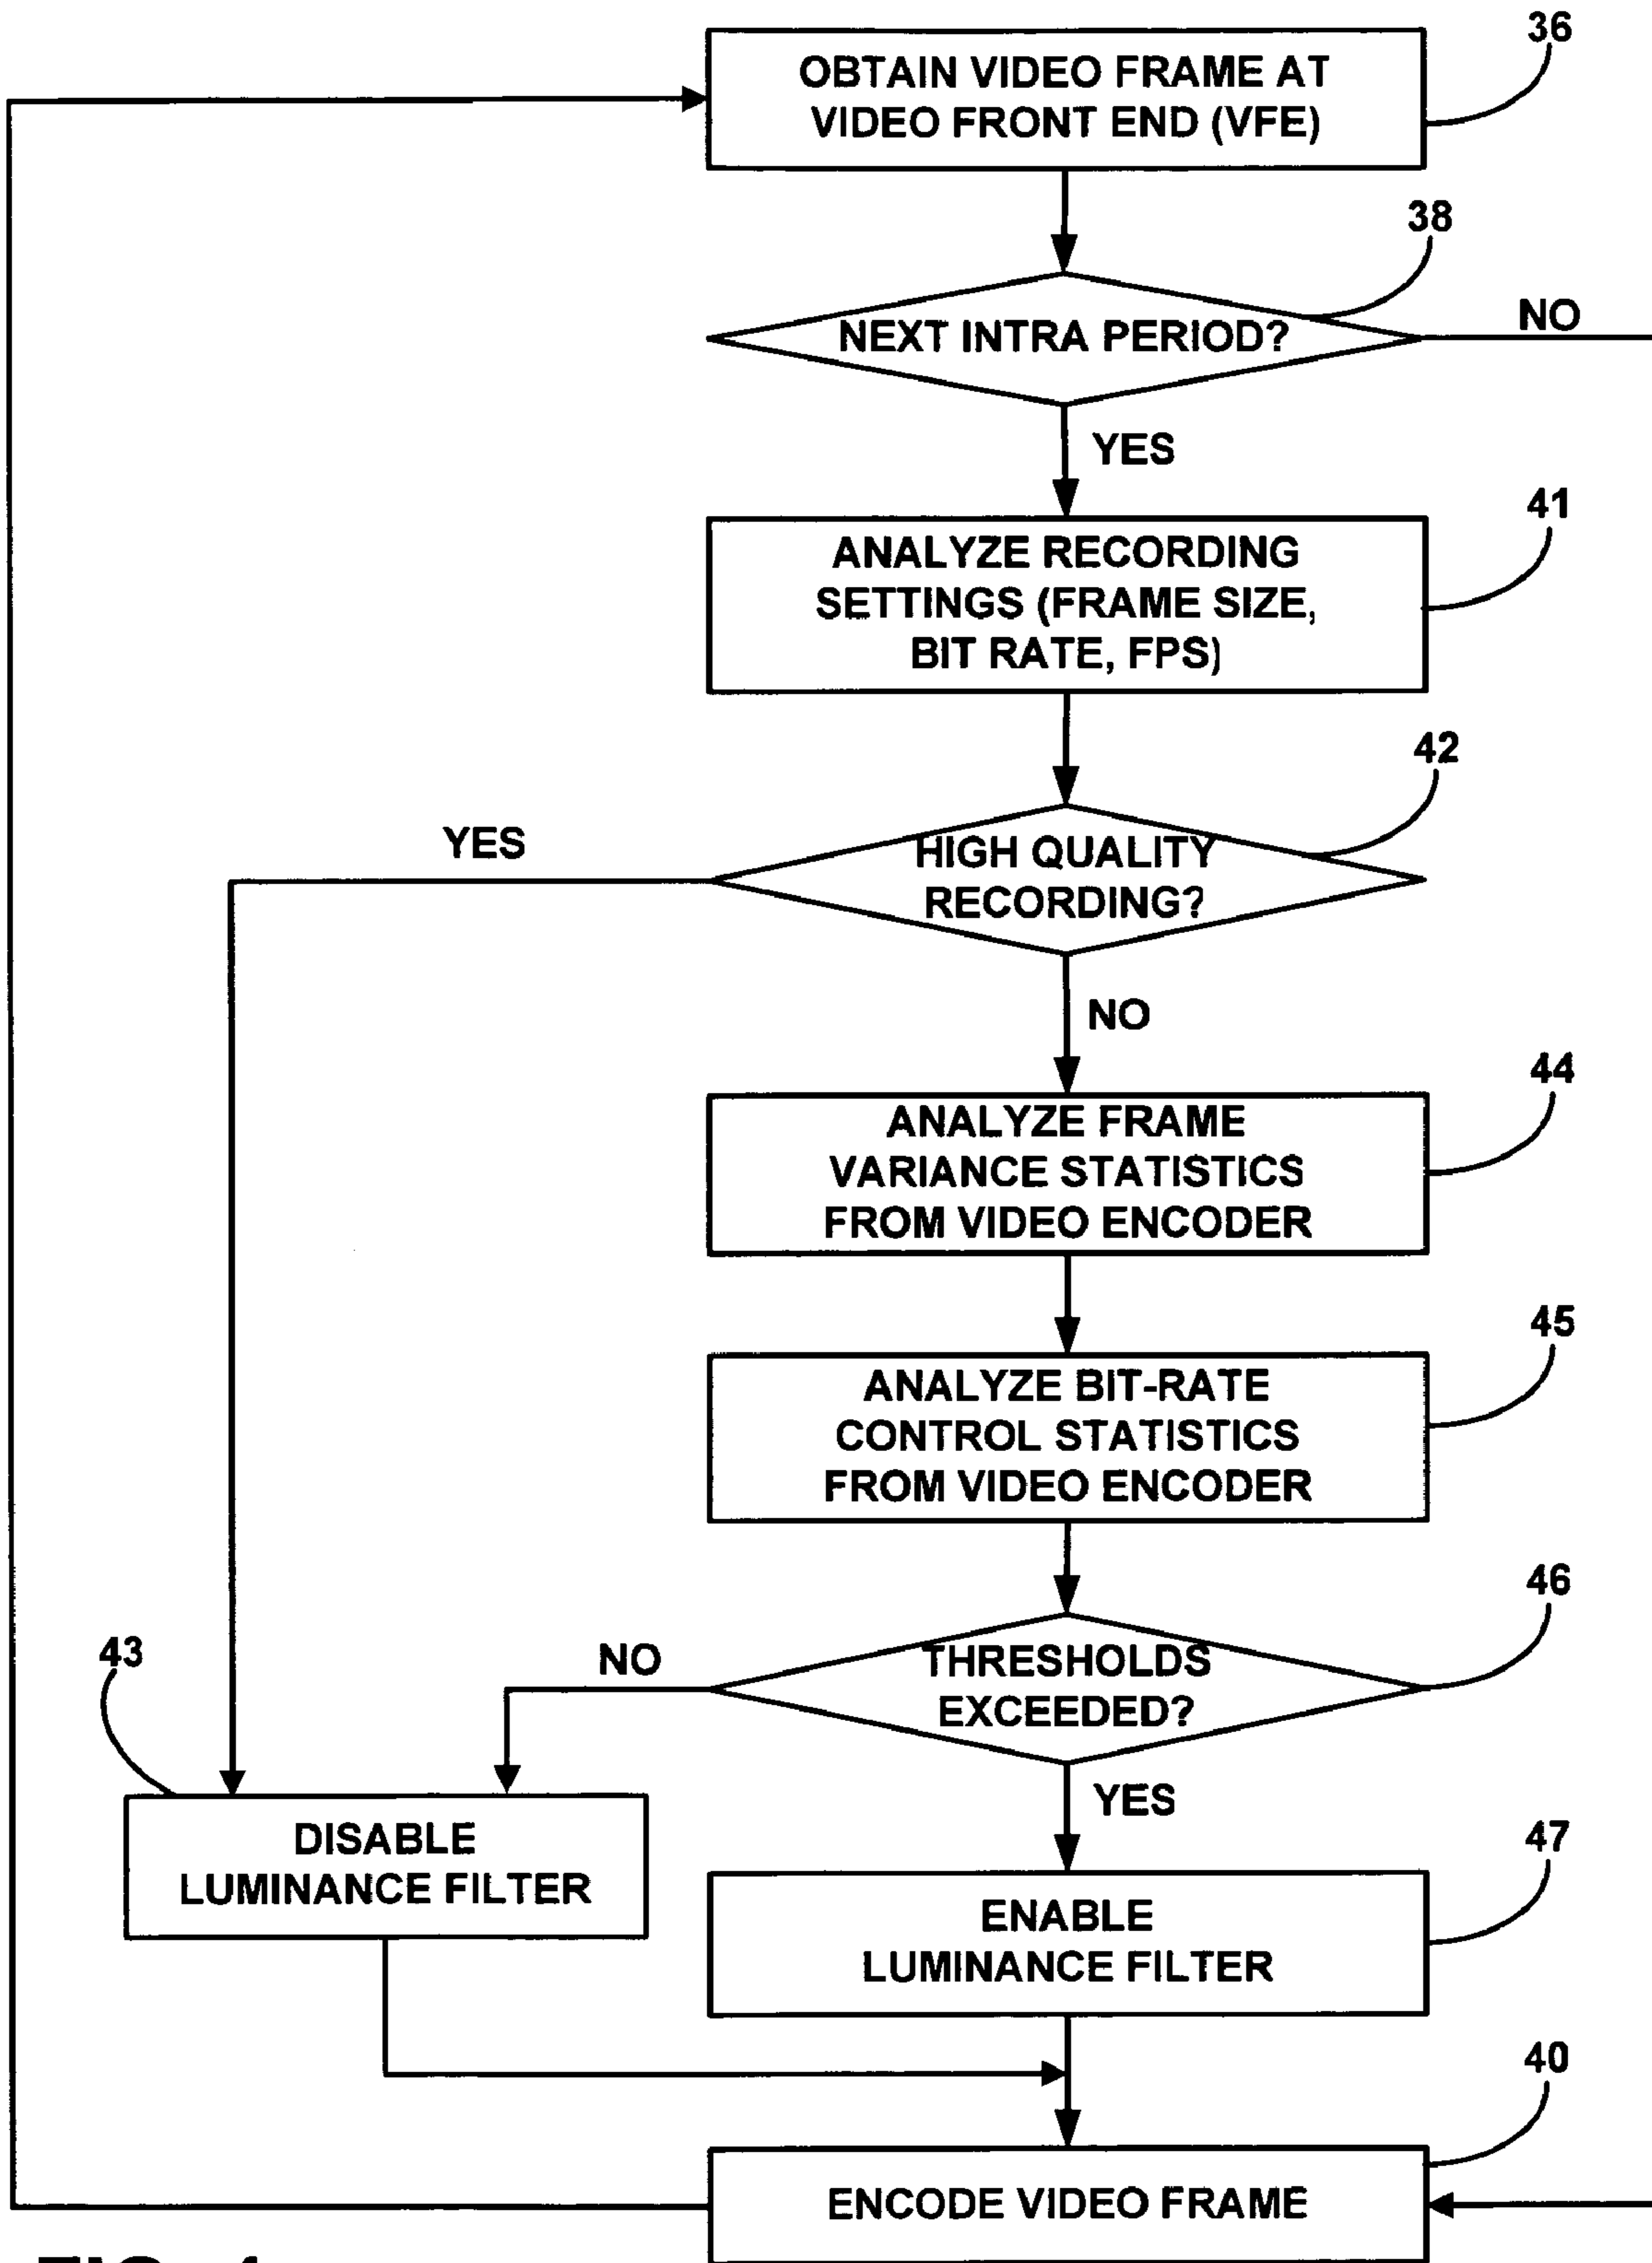 36
OBTAIN VIDEO FRAME AT
VIDEO FRONT END (VFE)
38
NEXT INTRA PERIOD?
NO
YES
41
ANALYZE RECORDING
SETTINGS (FRAME SIZE,
BIT RATE, FPS)
42
YES
HIGH QUALITY
RECORDING?
NO
44
ANALYZE FRAME
VARIANCE STATISTICS
FROM VIDEO ENCODER
45
ANALYZE BIT-RATE
CONTROL STATISTICS
FROM VIDEO ENCODER
46
43
NO
THRESHOLDS
EXCEEDED?
YES
DISABLE
LUMINANCE FILTER
47
ENABLE
LUMINANCE FILTER
40
ENCODE VIDEO FRAME